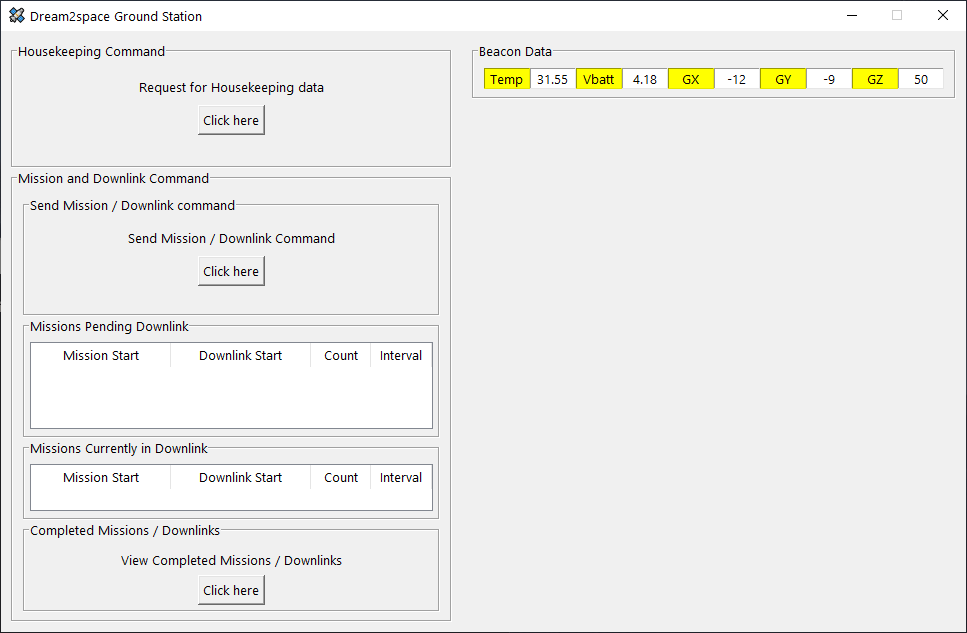 Dream2space Ground Station
Housekeeping Command
Request for Housekeeping data
Click here
Mission and Downlink Command
Send Mission / Downlink command
Send Mission / Downlink Command
Click here
Missions Pending Downlink
Mission Start Downlink Start Count Interval
Missions Currently in Downlink
Mission Start Downlink Start Count Interval
Completed Missions / Downlinks
View Completed Missions / Downlinks
Click here
Beacon Data
Temp 31.55 Vbatt 4.18 GX -12 GY -9 GZ 50